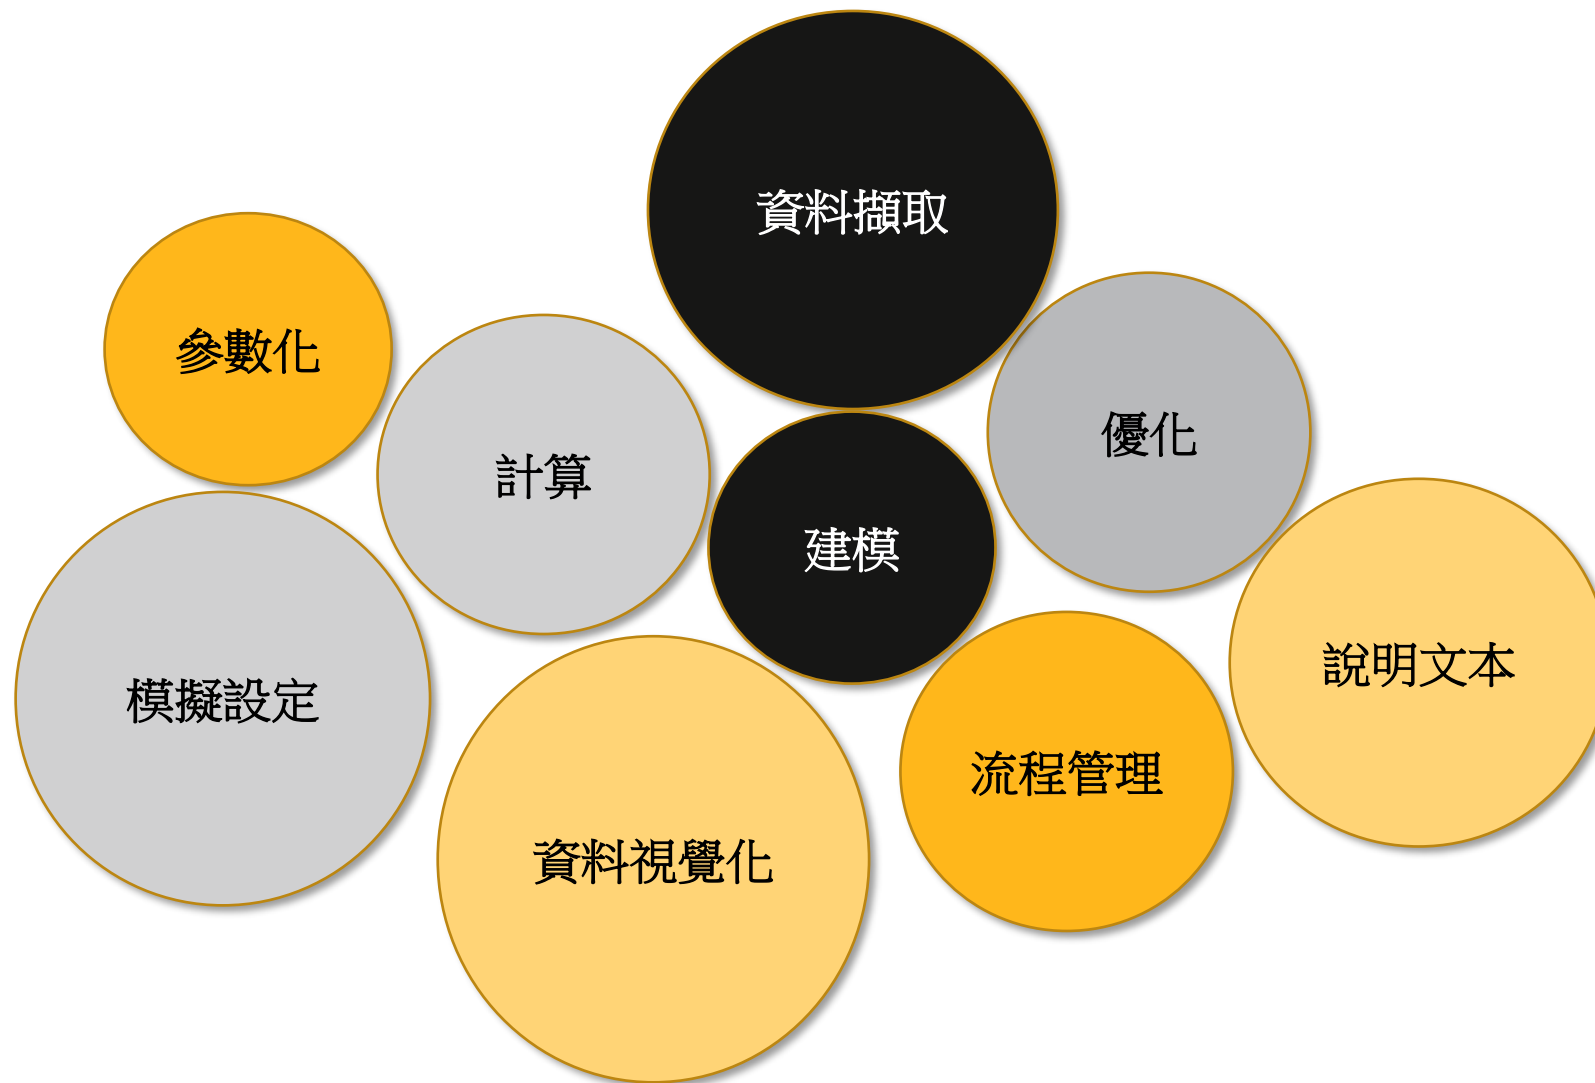 資料擷取
參數化
優化
計算
建模
說明文本
模擬設定
流程管理
資料視覺化